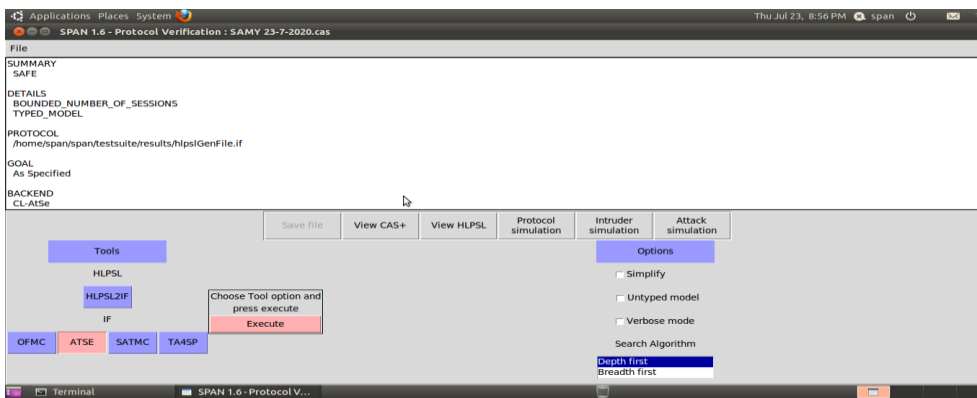 Applications Places System Thu Jul 23, 8:56 PM span
SPAN 1.6 - Protocol Verification : SAMY 23-7-2020.cas
File
SUMMARY
SAFE
DETAILS
BOUNDED_NUMBER_OF_SESSIONS
TYPED_MODEL
PROTOCOL
/home/span/span/testsuite/results/hlpslGenFile.if
GOAL
As Specified
BACKEND
CL-AtSe
Save file
View CAS+
View HLPSL
Protocol
simulation
Intruder
simulation
Attack
simulation
Tools
HLPSL
HLPSL2IF
IF
OFMC
ATSE
SATMC
TA4SP
Choose Tool option and
press execute
Execute
Options
Simplify
Untyped model
Verbose mode
Search Algorithm
Depth first
Breadth first
Terminal
SPAN 1.6 - Protocol V...